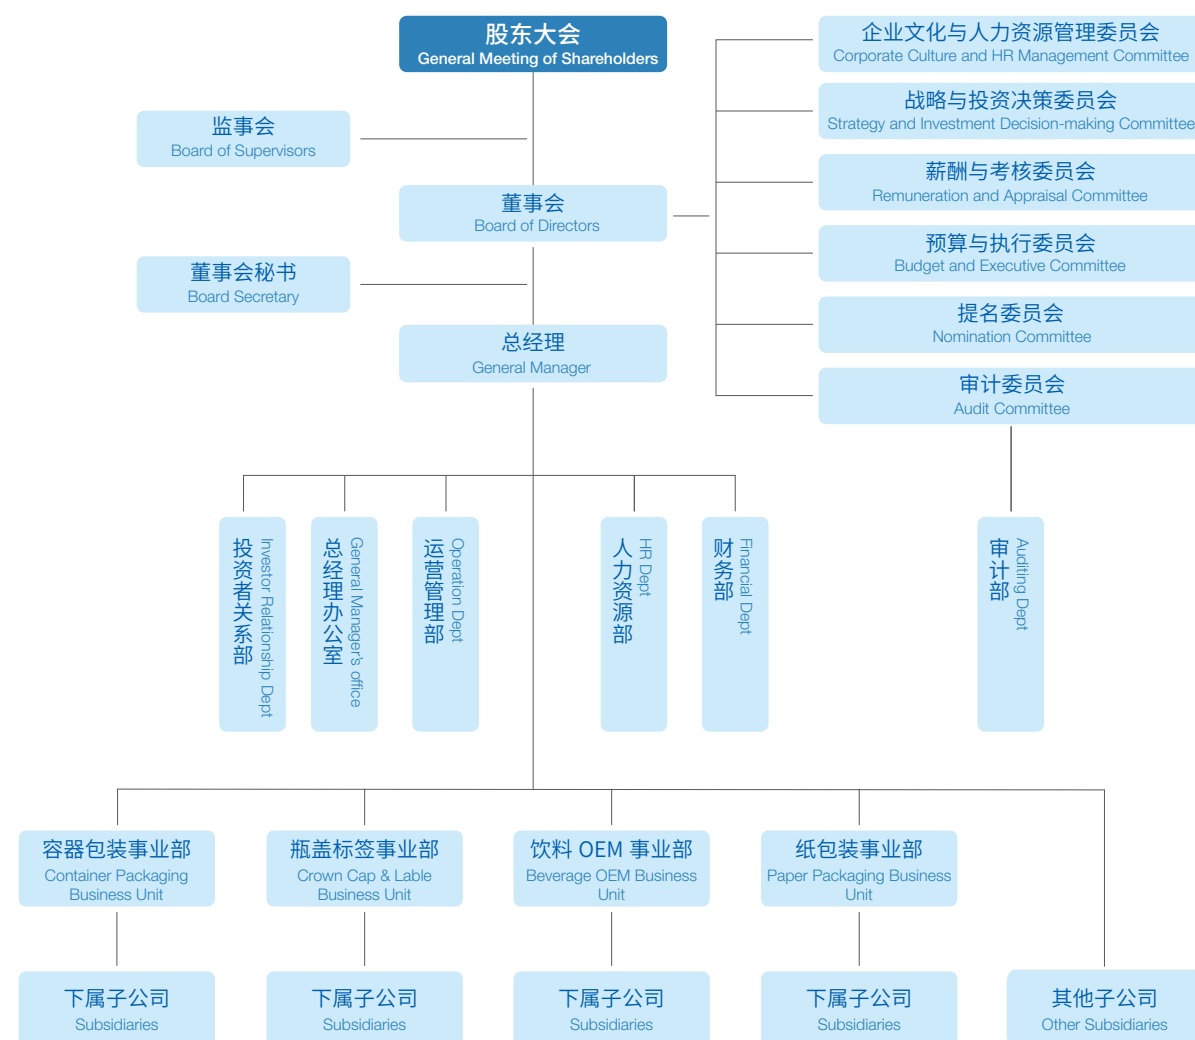 股东大会
General Meeting of Shareholders
企业文化与人力资源管理委员会
Corporate Culture and HR Management Committee
战略与投资决策委员会
Strategy and Investment Decision-making Committee
监事会
Board of Supervisors
薪酬与考核委员会
Remuneration and Appraisal Committee
董事会
Board of Directors
预算与执行委员会
Budget and Executive Committee
董事会秘书
Board Secretary
提名委员会
Nomination Committee
总经理
General Manager
审计委员会
Audit Committee
投资者关系部
Investor Relationship Dept
总经理办公室
General Manager's office
运营管理部
Operation Dept
人力资源部
HR Dept
财务部
Financial Dept
审计部
Auditing Dept
容器包装事业部
Container Packaging
Business Unit
瓶盖标签事业部
Crown Cap & Lable
Business Unit
饮料 OEM 事业部
Beverage OEM Business
Unit
纸包装事业部
Paper Packaging Business
Unit
下属子公司
Subsidiaries
下属子公司
Subsidiaries
下属子公司
Subsidiaries
下属子公司
Subsidiaries
其他子公司
Other Subsidiaries